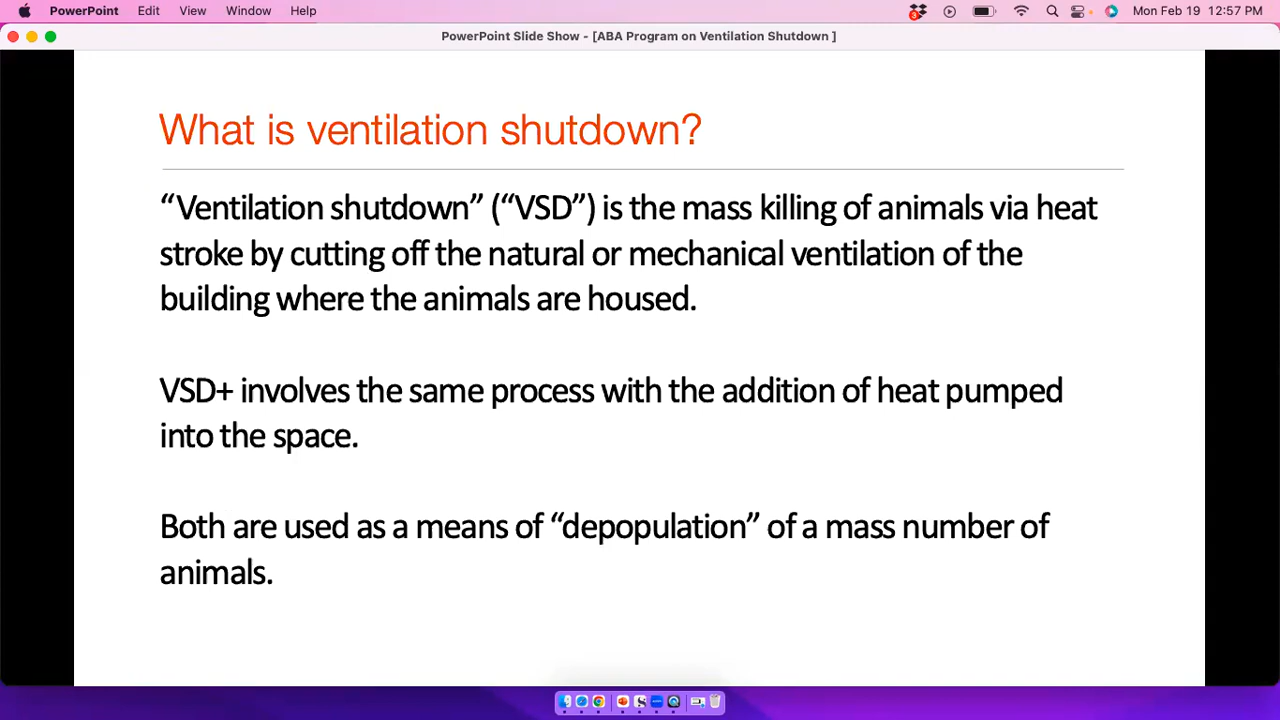 PowerPoint Edit View Window Help 3 Mon Feb 19 12:57 PM
PowerPoint Slide Show - [ABA Program on Ventilation Shutdown ]
What is ventilation shutdown?
“Ventilation shutdown” (“VSD”) is the mass killing of animals via heat
stroke by cutting off the natural or mechanical ventilation of the
building where the animals are housed.
VSD+ involves the same process with the addition of heat pumped
into the space.
Both are used as a means of “depopulation” of a mass number of
animals.